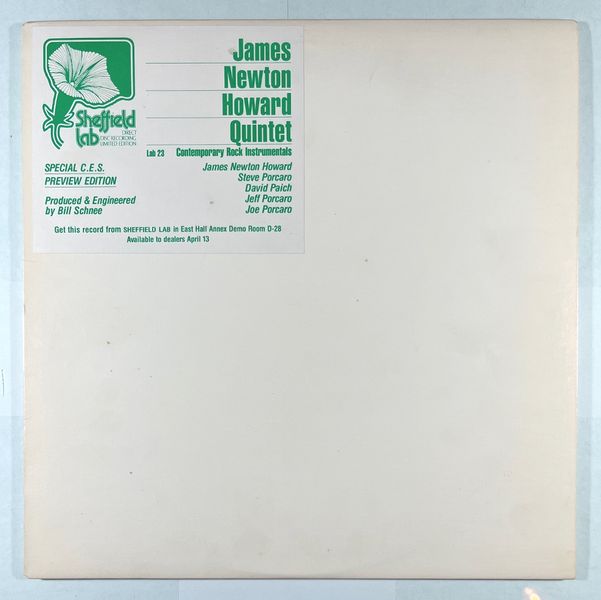 James
Newton
Howard
Quintet
Sheffield
Lab
DIRECT
DISC RECORDING
LIMITED EDITION
Lab 23 Contemporary Rock Instrumentals
SPECIAL C.E.S.
PREVIEW EDITION
Produced & Engineered
by Bill Schnee
James Newton Howard
Steve Porcaro
David Paich
Jeff Porcaro
Joe Porcaro
Get this record from SHEFFIELD LAB in East Hall Annex Demo Room D-28
Available to dealers April 13